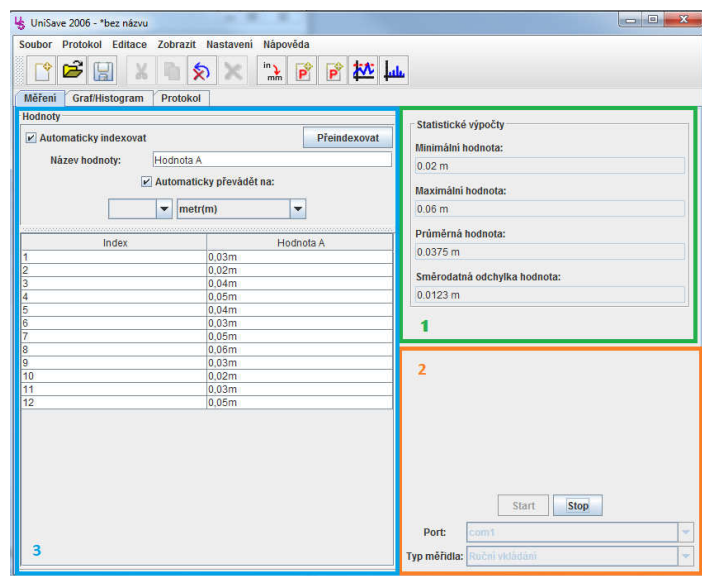 UniSave 2006 - *bez názvu
Soubor Protokol Editace Zobrazit Nastavení Nápověda
in
mm
P
P
Měření Graf/Histogram Protokol
Hodnoty
Automaticky indexovat
Přeindexovat
Název hodnoty: Hodnota A
Automaticky převádět na:
metr(m)
Index Hodnota A
1 0,03m
2 0,02m
3 0,04m
4 0,05m
5 0,04m
6 0,03m
7 0,05m
8 0,06m
9 0,03m
10 0,02m
11 0,03m
12 0,05m
3
Statistické výpočty
Minimální hodnota:
0.02 m
Maximální hodnota:
0.06 m
Průměrná hodnota:
0.0375 m
Směrodatná odchylka hodnota:
0.0123 m
1
2
Start Stop
Port: com1
Typ měřidla: Ruční vkládání